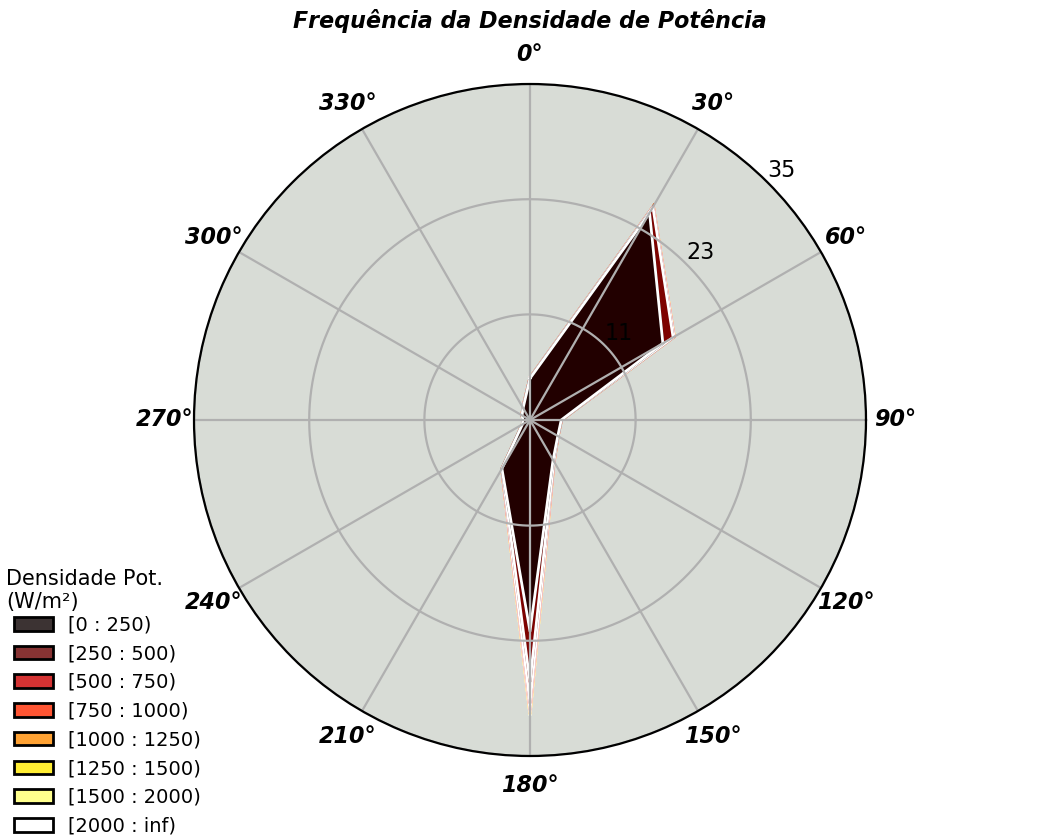 Frequência da Densidade de Potência
0°
330°
30°
35
300°
60°
23
11
270°
90°
240°
120°
210°
150°
180°
Densidade Pot.
(W/m²)
[0 : 250)
[250 : 500)
[500 : 750)
[750 : 1000)
[1000 : 1250)
[1250 : 1500)
[1500 : 2000)
[2000 : inf)